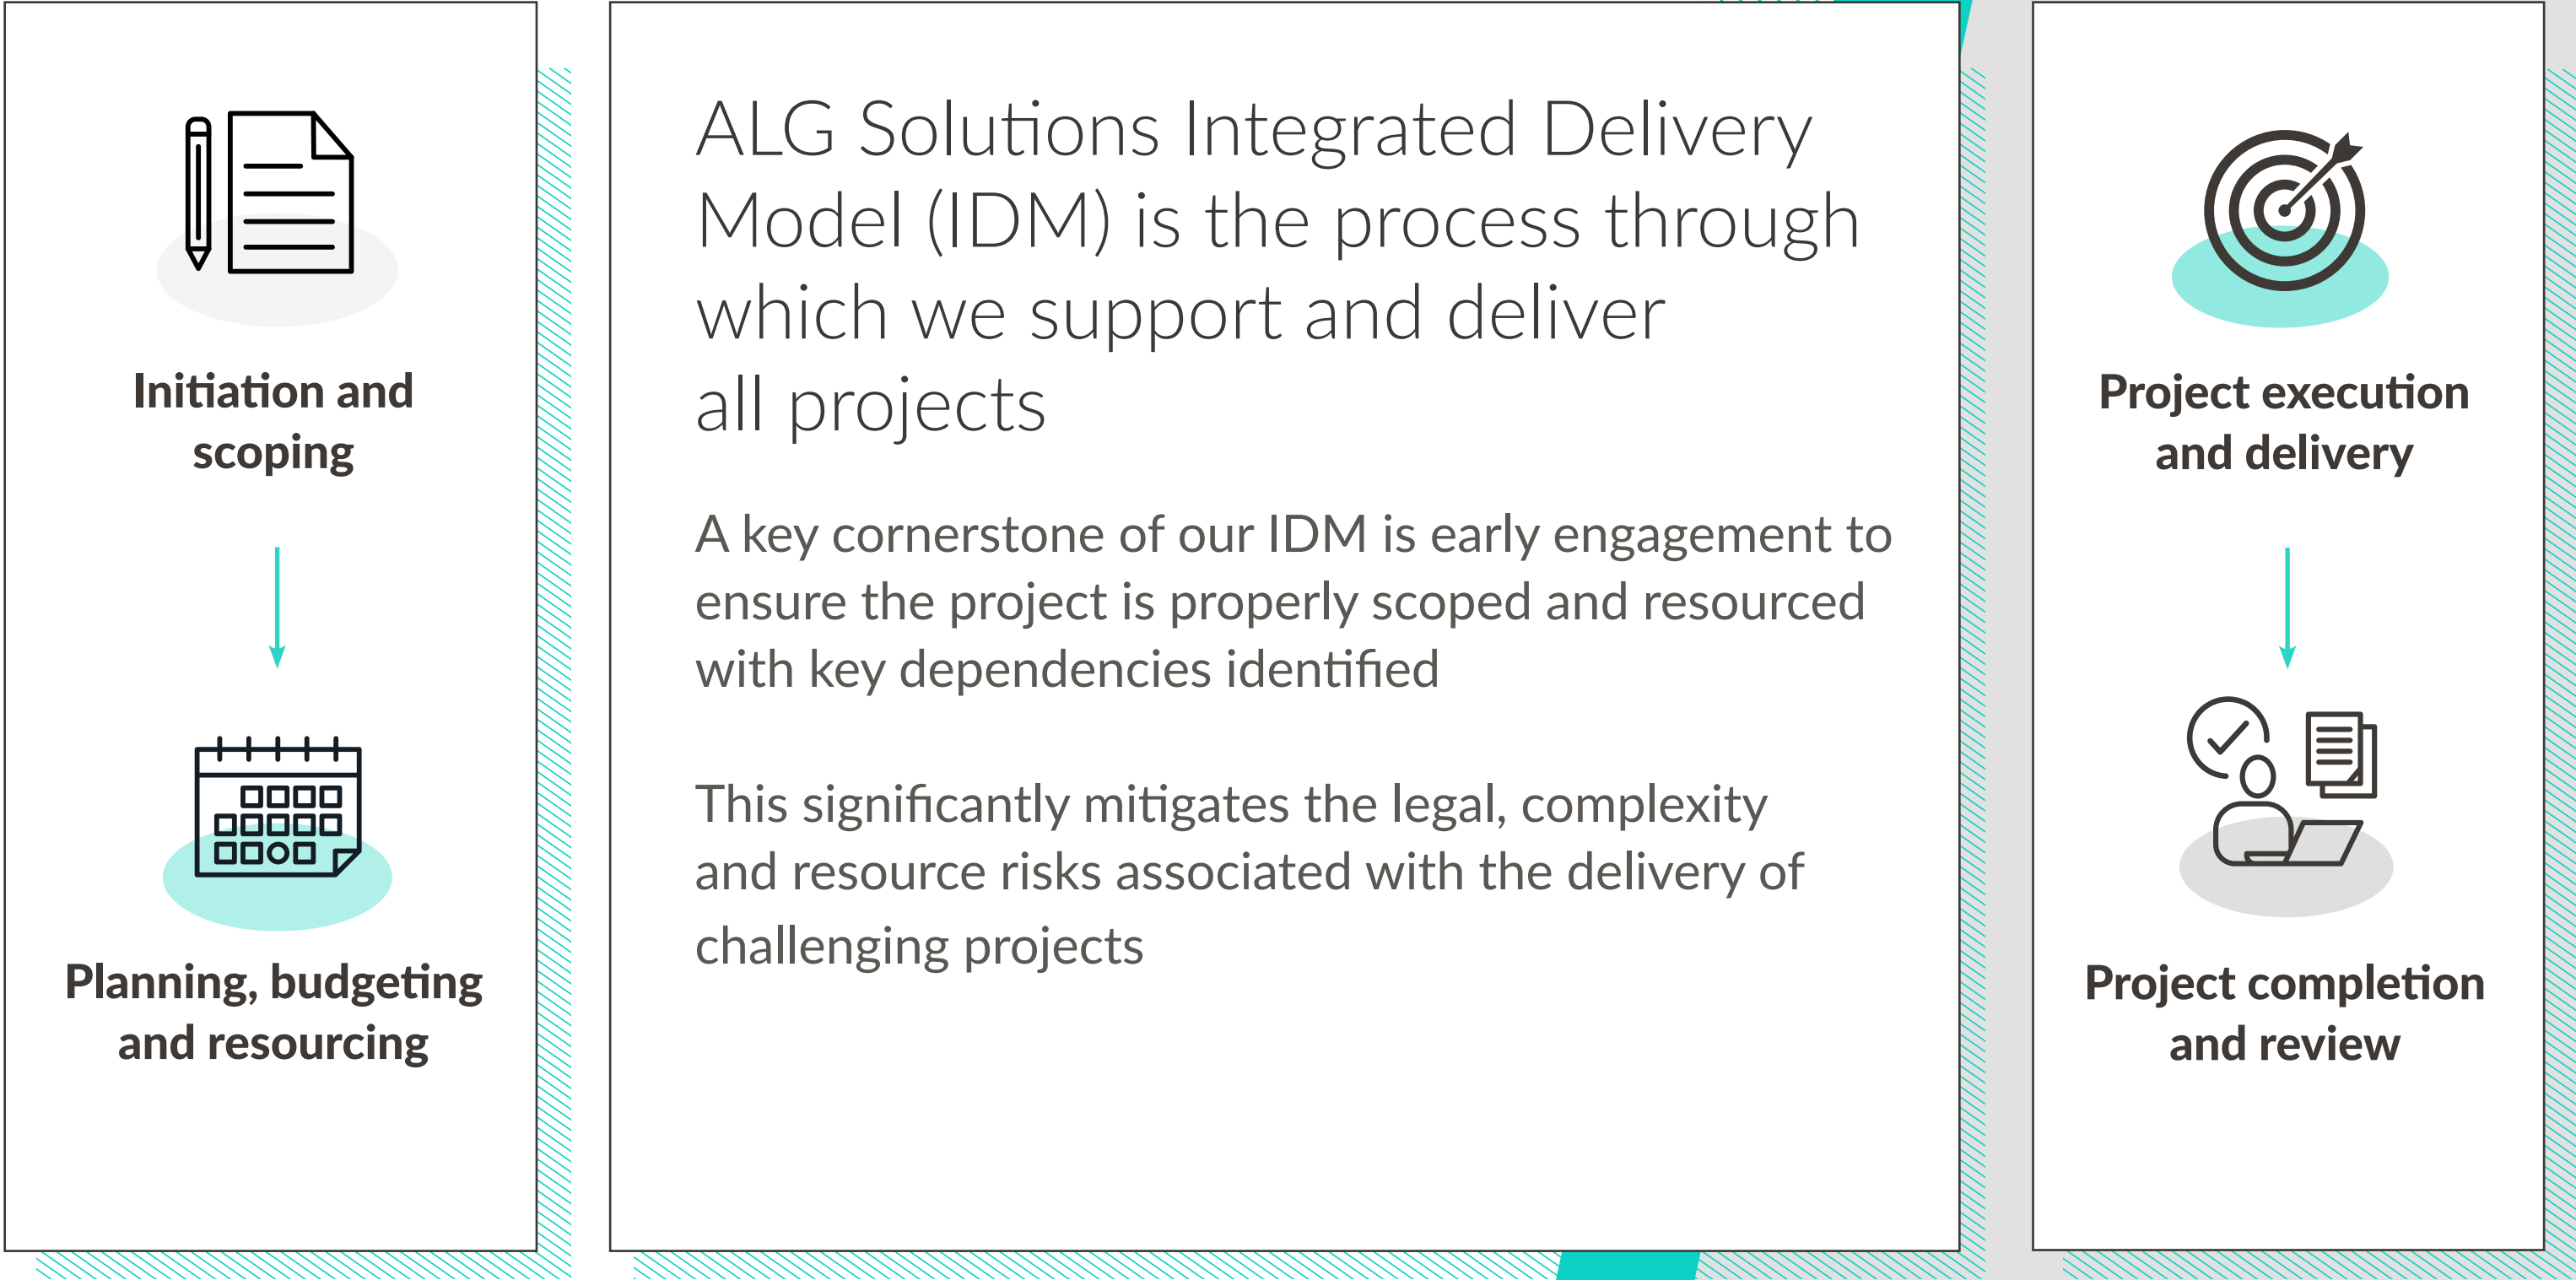 Initiation and
scoping
Planning, budgeting
and resourcing
ALG Solutions Integrated Delivery
Model (IDM) is the process through
which we support and deliver
all projects
A key cornerstone of our IDM is early engagement to
ensure the project is properly scoped and resourced
with key dependencies identified
This significantly mitigates the legal, complexity
and resource risks associated with the delivery of
challenging projects
Project execution
and delivery
Project completion
and review